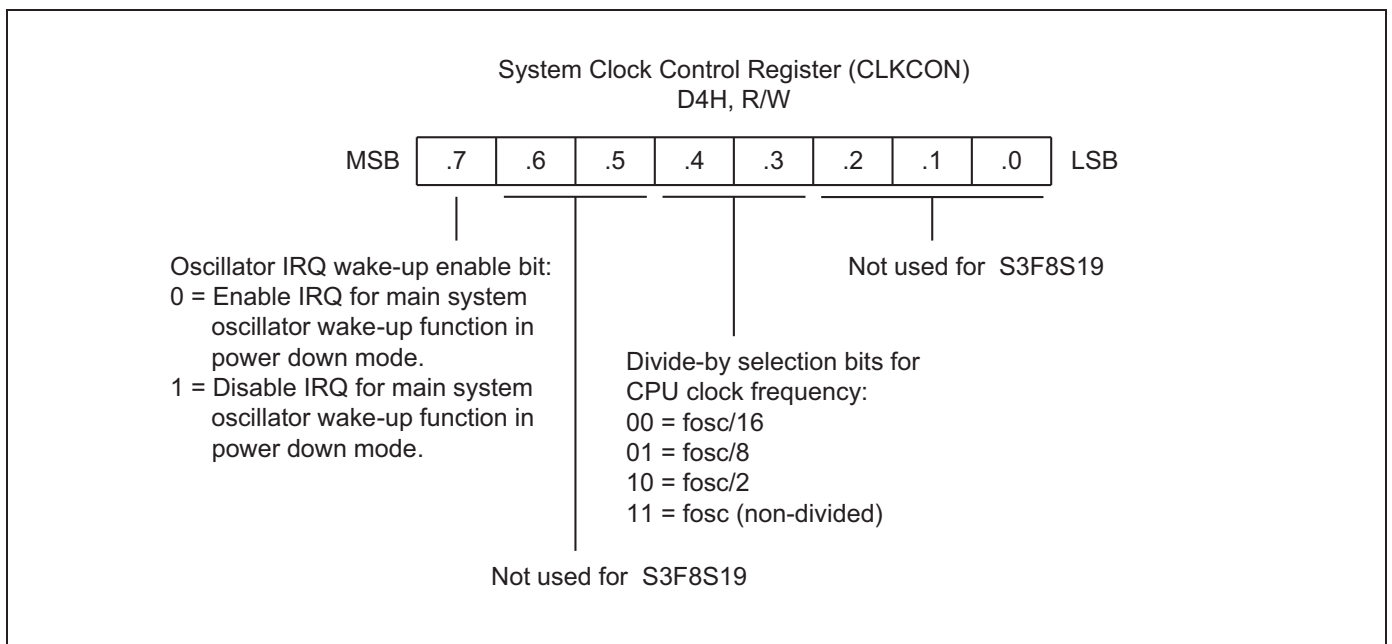 System Clock Control Register (CLKCON)
D4H, R/W
MSB .7 .6 .5 .4 .3 .2 .1 .0 LSB
Oscillator IRQ wake-up enable bit:
0 = Enable IRQ for main system
oscillator wake-up function in
power down mode.
1 = Disable IRQ for main system
oscillator wake-up function in
power down mode.
Not used for S3F8S19
Divide-by selection bits for
CPU clock frequency:
00 = fosc/16
01 = fosc/8
10 = fosc/2
11 = fosc (non-divided)
Not used for S3F8S19